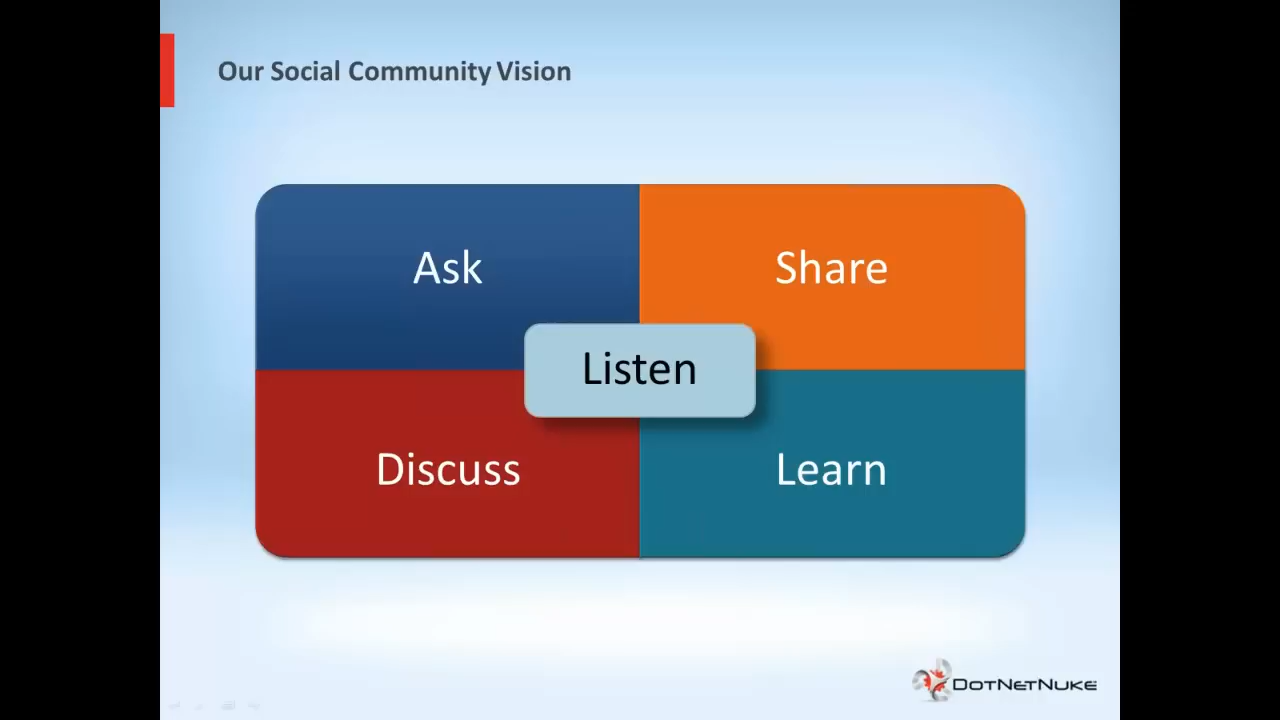 Our Social Community Vision
Ask
Share
Listen
Discuss
Learn
DotNetNuke